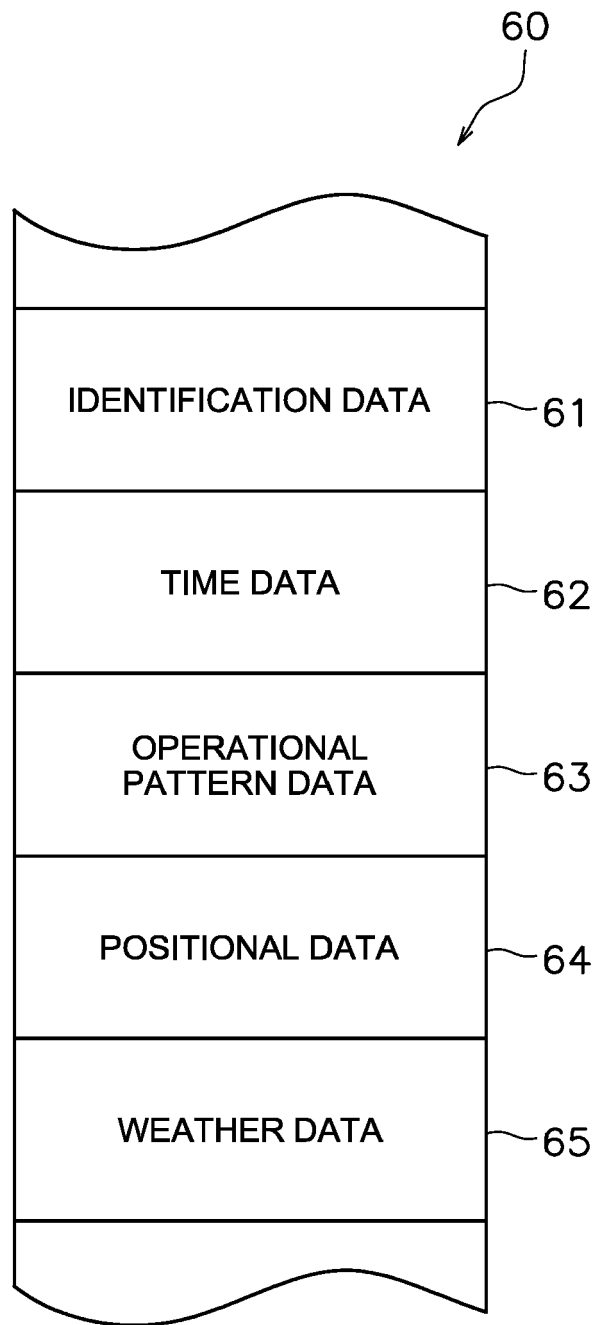 60
IDENTIFICATION DATA
61
TIME DATA
62
OPERATIONAL
PATTERN DATA
63
POSITIONAL DATA
64
WEATHER DATA
65